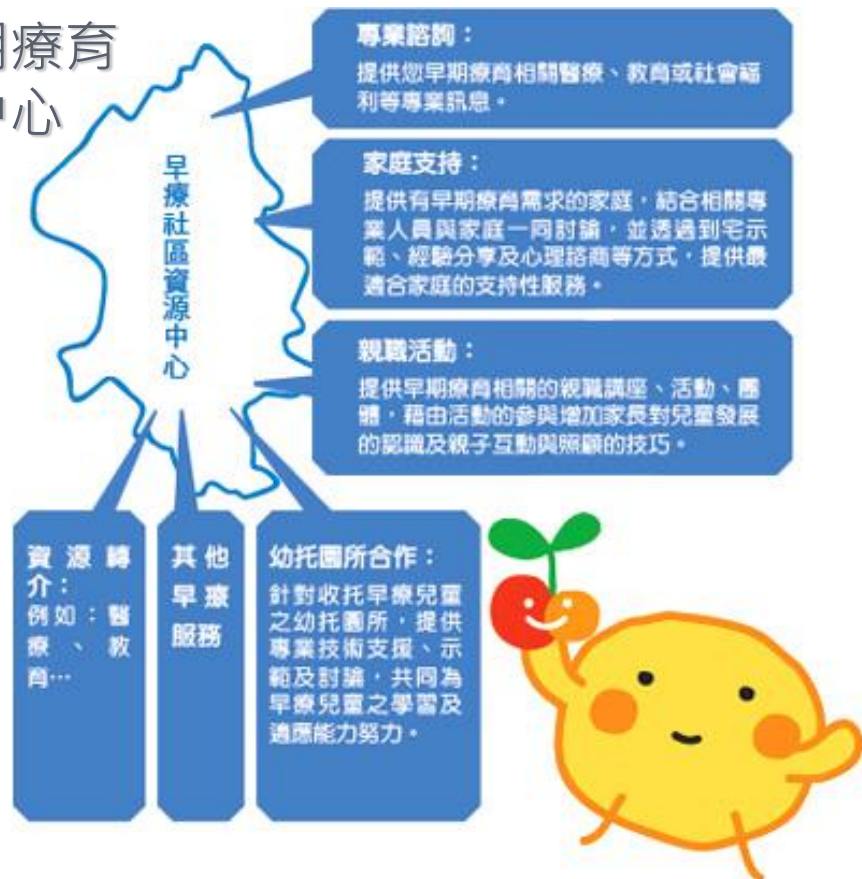 期療育
中心
早療社區資源中心
專業諮詢：
提供您早期療育相關醫療、教育或社會福
利等專業訊息。
家庭支持：
提供有早期療育需求的家庭，結合相關專
業人員與家庭一同討論，並透過到宅示
範、經驗分享及心理諮商等方式，提供最
適合家庭的支持性服務。
親職活動：
提供早期療育相關的親職講座、活動、團
體，藉由活動的參與增加家長對兒童發展
的認識及親子互動與照顧的技巧。
資源轉
介：
例如：醫
療、教
育…
其他
早療
服務
幼托園所合作：
針對收托早療兒童
之幼托園所，提供
專業技術支援、示
範及討論，共同為
早療兒童之學習及
適應能力努力。